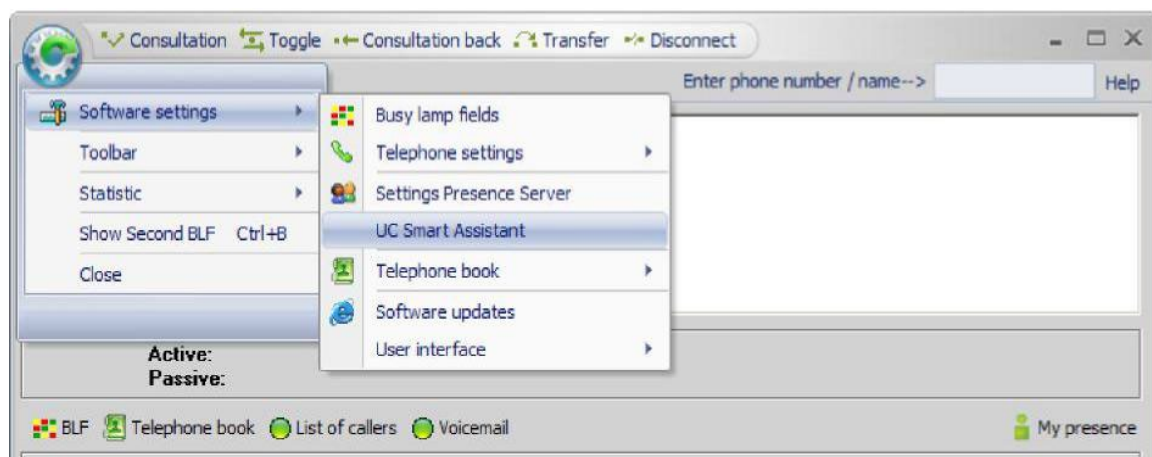 Consultation Toggle Consultation back Transfer Disconnect
Enter phone number / name--> Help
Software settings
Toolbar
Statistic
Show Second BLF Ctrl+B
Close
Busy lamp fields
Telephone settings
Settings Presence Server
UC Smart Assistant
Telephone book
Software updates
User interface
Active:
Passive:
BLF Telephone book List of callers Voicemail My presence